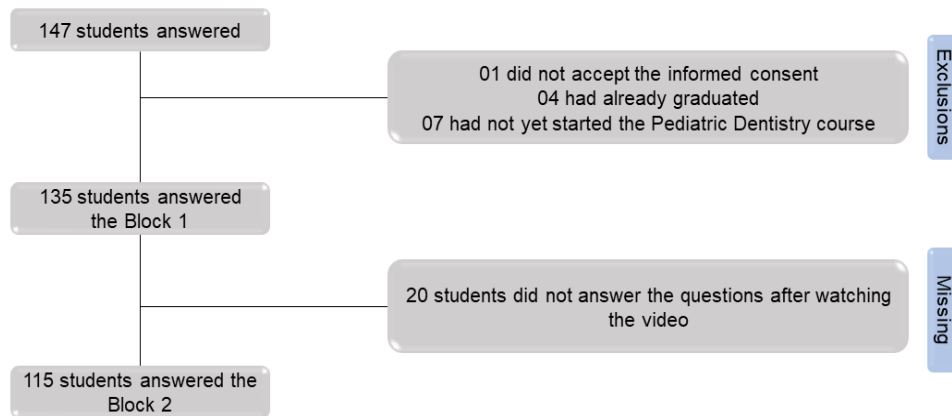 147 students answered
01 did not accept the informed consent
04 had already graduated
07 had not yet started the Pediatric Dentistry course
Exclusions
135 students answered
the Block 1
20 students did not answer the questions after watching
the video
Missing
115 students answered the
Block 2